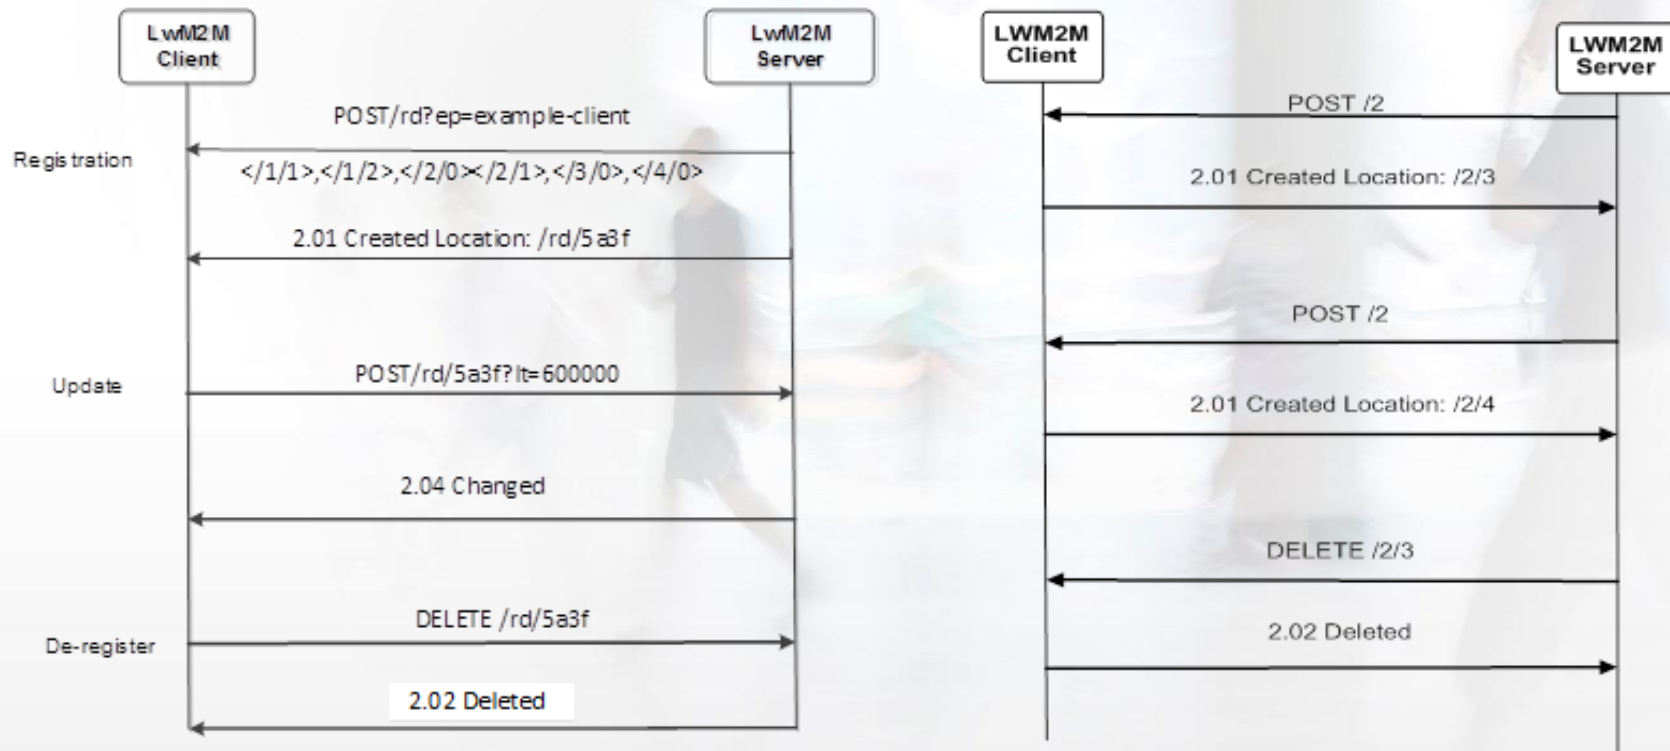 LwM2M
Client
LwM2M
Server
POST/rd?ep=example-client
Registration
</1/1>,</1/2>,</2/0></2/1>,</3/0>,</4/0>
2.01 Created Location: /rd/5a3f
Update
POST/rd/5a3f?lt=600000
2.04 Changed
De-register
DELETE /rd/5a3f
2.02 Deleted
LWM2M
Client
LWM2M
Server
POST /2
2.01 Created Location: /2/3
POST /2
2.01 Created Location: /2/4
DELETE /2/3
2.02 Deleted